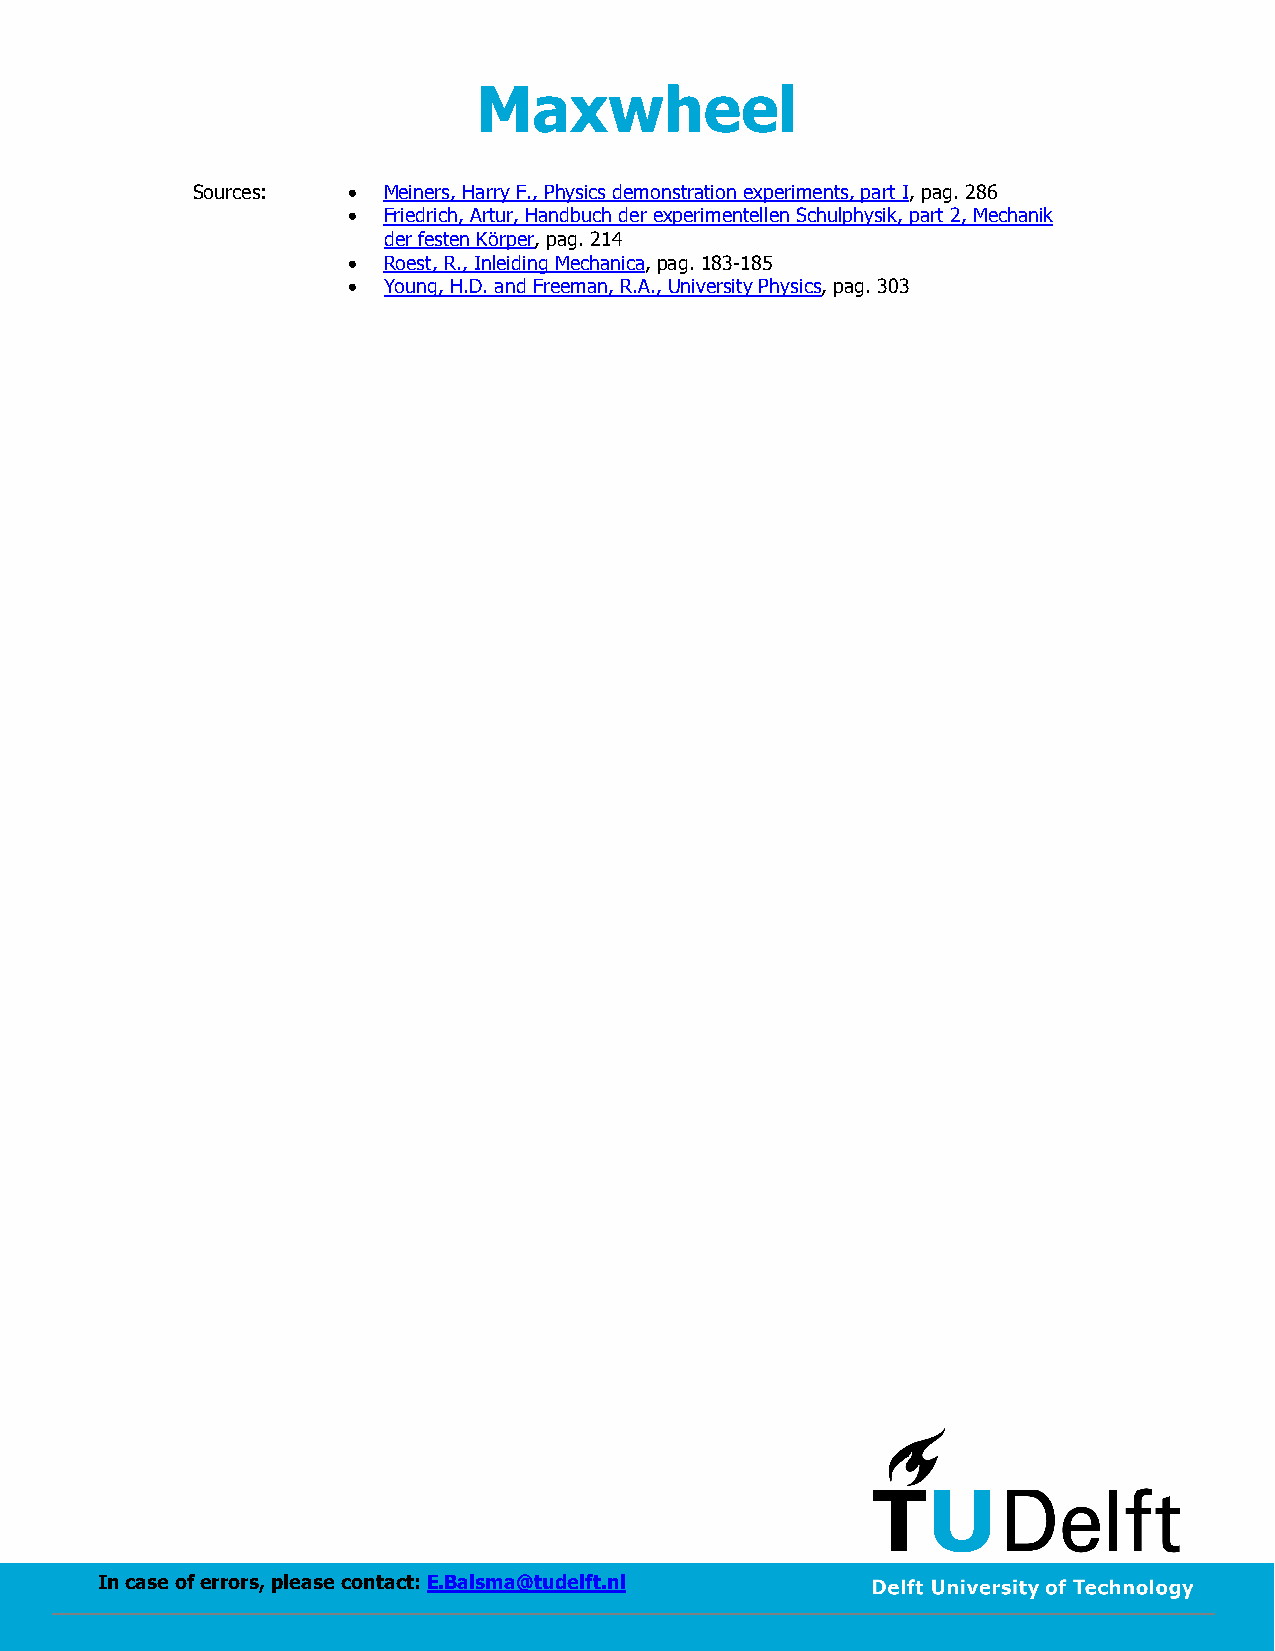 Maxwheel
Sources: • Meiners, Harry F., Physics demonstration experiments, part I, pag. 286
• Friedrich, Artur, Handbuch der experimentellen Schulphysik, part 2, Mechanik
der festen Körper, pag. 214
• Roest, R., Inleiding Mechanica, pag. 183-185
• Young, H.D. and Freeman, R.A., University Physics, pag. 303
TUDelft
In case of errors, please contact: E.Balsma@tudelft.nl
Delft University of Technology